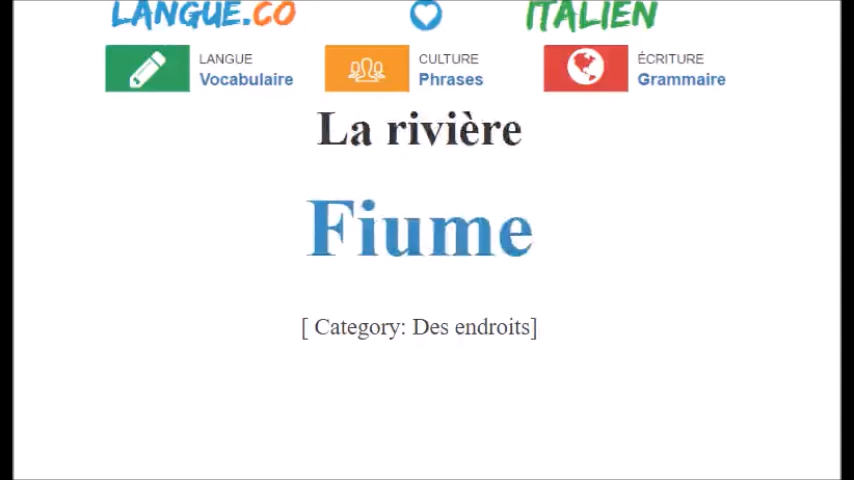 LANGUE.CO
ITALIEN
LANGUE
Vocabulaire
CULTURE
Phrases
ÉCRITURE
Grammaire
La rivière
Fiume
[ Category: Des endroits]